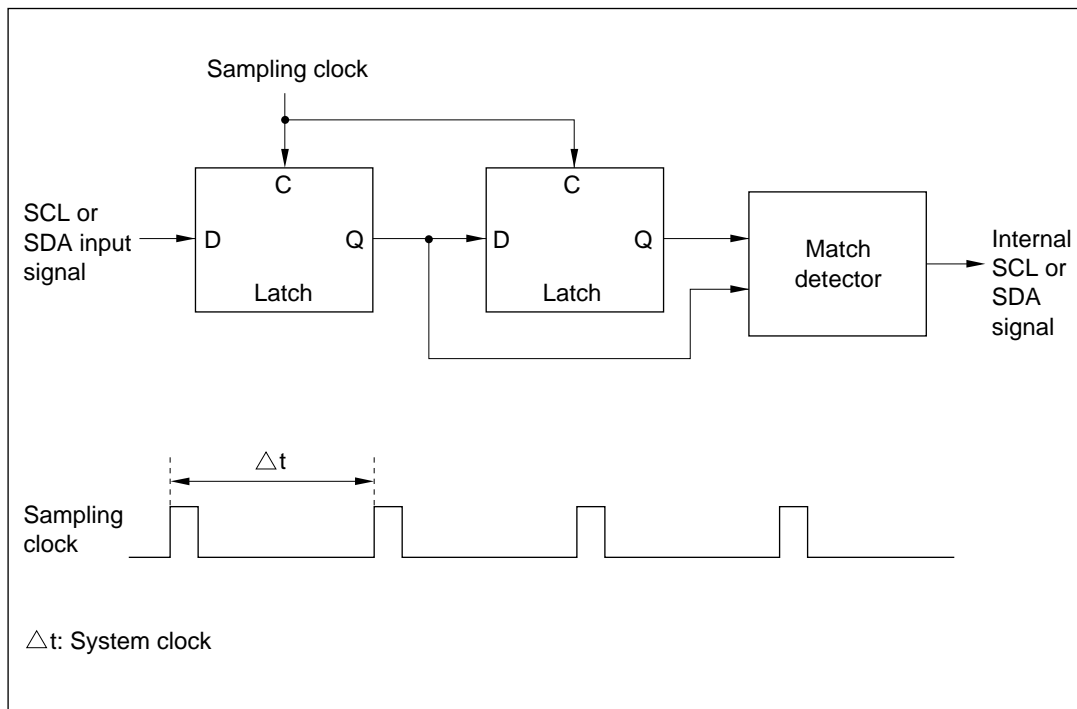 Sampling clock
SCL or
SDA input
signal
D
C
Q
Latch
D
C
Q
Latch
Match
detector
Internal
SCL or
SDA
signal
△t
Sampling
clock
△t: System clock